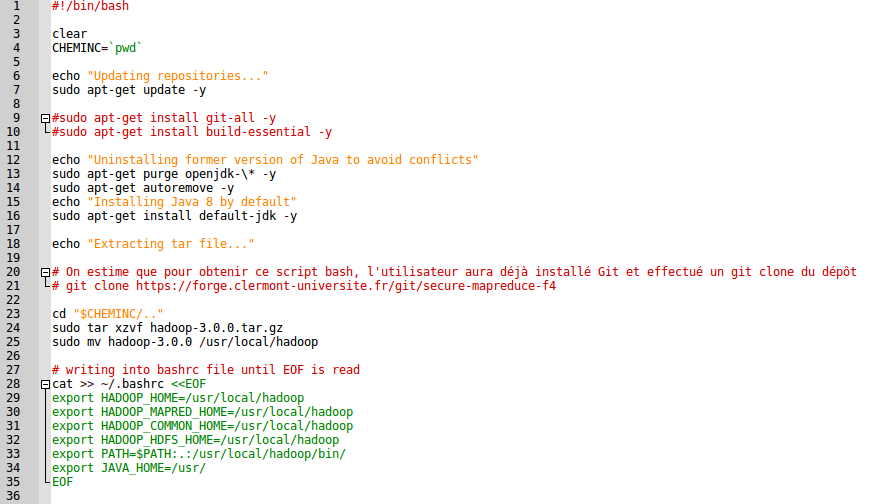 1 #!/bin/bash
2
3 clear
4 CHEMINC=`pwd`
5
6 echo "Updating repositories..."
7 sudo apt-get update -y
8
9 #sudo apt-get install git-all -y
10 #sudo apt-get install build-essential -y
11
12 echo "Uninstalling former version of Java to avoid conflicts"
13 sudo apt-get purge openjdk-\* -y
14 sudo apt-get autoremove -y
15 echo "Installing Java 8 by default"
16 sudo apt-get install default-jdk -y
17
18 echo "Extracting tar file..."
19
20 # On estime que pour obtenir ce script bash, l'utilisateur aura déjà installé Git et effectué un git clone du dépôt
21 # git clone https://forge.clermont-universite.fr/git/secure-mapreduce-f4
22
23 cd "$CHEMINC/.."
24 sudo tar xzvf hadoop-3.0.0.tar.gz
25 sudo mv hadoop-3.0.0 /usr/local/hadoop
26
27 # writing into bashrc file until EOF is read
28 cat >> ~/.bashrc <<EOF
29 export HADOOP_HOME=/usr/local/hadoop
30 export HADOOP_MAPRED_HOME=/usr/local/hadoop
31 export HADOOP_COMMON_HOME=/usr/local/hadoop
32 export HADOOP_HDFS_HOME=/usr/local/hadoop
33 export PATH=$PATH:.:/usr/local/hadoop/bin/
34 export JAVA_HOME=/usr/
35 EOF
36